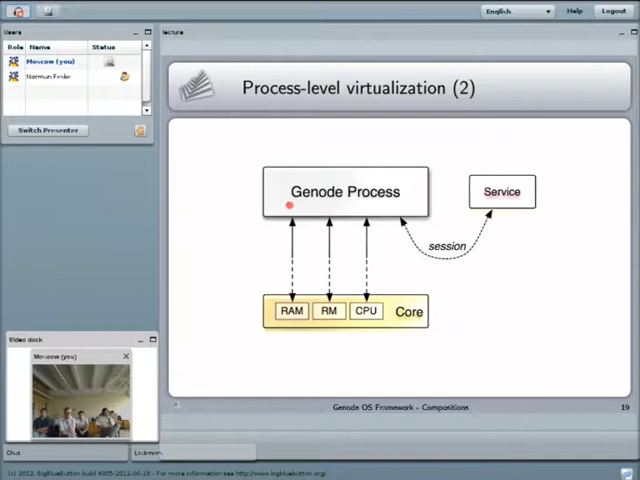 English
Help
Logout
Users
lecture
Role Name Status
Moscow (you)
Norman Feske
Switch Presenter
Process-level virtualization (2)
Genode Process
Service
session
RAM RM CPU Core
Video dock
Moscow (you)
Genode OS Framework - Compositions 19
Chat
Listeners
(c) 2012, BigBlueButton build 4005-2012-06-18 - For more information see http://www.bigbluebutton.org/